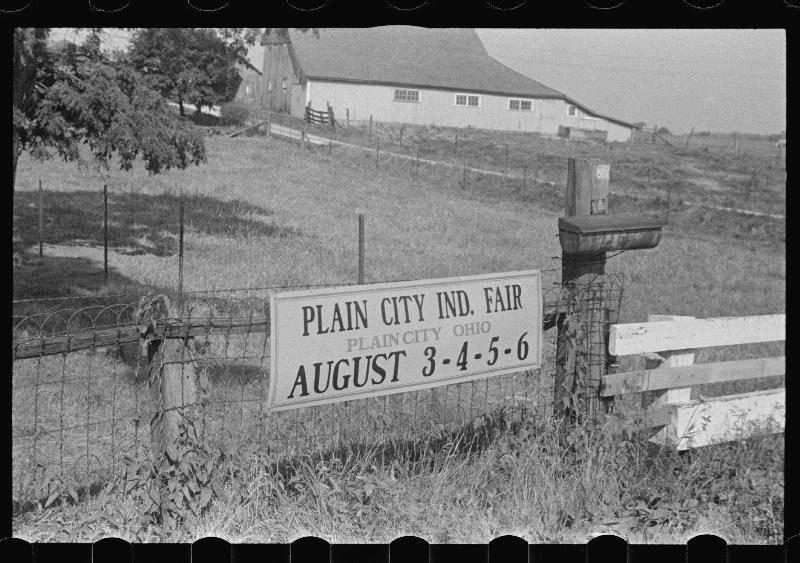 PLAIN CITY IND. FAIR
PLAIN CITY OHIO
AUGUST 3-4-5-6